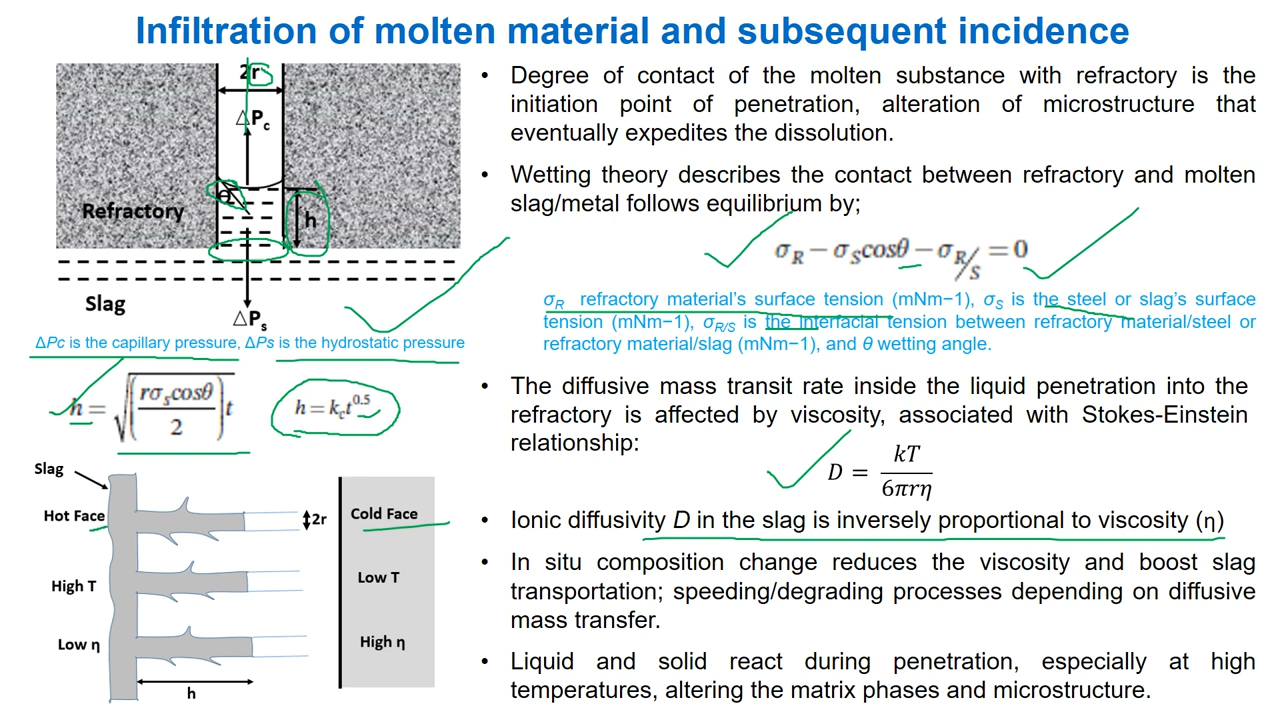 Infiltration of molten material and subsequent incidence
2r
△Pc
θ
Refractory
h
Slag
△Ps
ΔPc is the capillary pressure, ΔPs is the hydrostatic pressure
h = √((rσscosθ/2)t)
h = kct^0.5
Slag
Hot Face
2r
Cold Face
High T
Low T
Low η
High η
h
• Degree of contact of the molten substance with refractory is the
initiation point of penetration, alteration of microstructure that
eventually expedites the dissolution.
• Wetting theory describes the contact between refractory and molten
slag/metal follows equilibrium by;
σR − σScosθ − σR/S = 0
σR refractory material's surface tension (mNm−1), σS is the steel or slag's surface
tension (mNm−1), σR/S is the interfacial tension between refractory material/steel or
refractory material/slag (mNm−1), and θ wetting angle.
• The diffusive mass transit rate inside the liquid penetration into the
refractory is affected by viscosity, associated with Stokes-Einstein
relationship:
D = kT/6πrη
• Ionic diffusivity D in the slag is inversely proportional to viscosity (η)
• In situ composition change reduces the viscosity and boost slag
transportation; speeding/degrading processes depending on diffusive
mass transfer.
• Liquid and solid react during penetration, especially at high
temperatures, altering the matrix phases and microstructure.